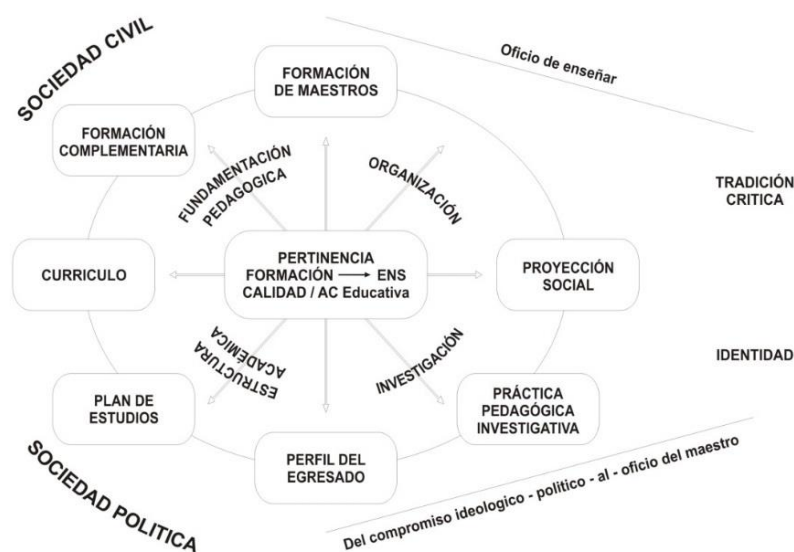 SOCIEDAD CIVIL
Oficio de enseñar
FORMACIÓN
DE MAESTROS
FORMACIÓN
COMPLEMENTARIA
FUNDAMENTACIÓN
PEDAGOGICA
ORGANIZACIÓN
TRADICIÓN
CRITICA
CURRICULO
PERTINENCIA
FORMACIÓN → ENS
CALIDAD / AC Educativa
PROYECCIÓN
SOCIAL
ESTRUCTURA
ACADÉMICA
INVESTIGACIÓN
IDENTIDAD
PLAN DE
ESTUDIOS
PRÁCTICA
PEDAGÓGICA
INVESTIGATIVA
PERFIL DEL
EGRESADO
SOCIEDAD POLITICA
Del compromiso ideologico - político - al - oficio del maestro